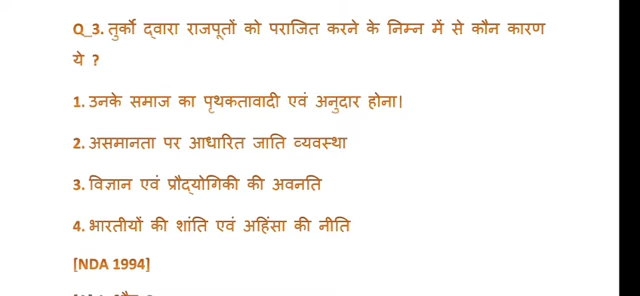 Q 3. तुर्को द्वारा राजपूतों को पराजित करने के निम्न में से कौन कारण
ये ?
1. उनके समाज का पृथकतावादी एवं अनुदार होना।
2. असमानता पर आधारित जाति व्यवस्था
3. विज्ञान एवं प्रौद्योगिकी की अवनति
4. भारतीयों की शांति एवं अहिंसा की नीति
[NDA 1994]